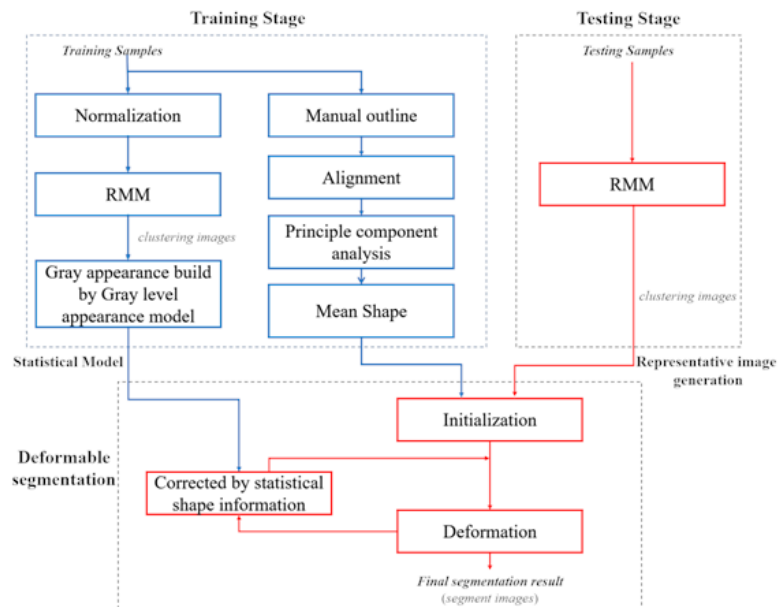 Training Stage
Training Samples
Normalization
RMM
clustering images
Gray appearance build
by Gray level
appearance model
Manual outline
Alignment
Principle component
analysis
Mean Shape
Statistical Model
Testing Stage
Testing Samples
RMM
clustering images
Representative image
generation
Deformable
segmentation
Initialization
Corrected by statistical
shape information
Deformation
Final segmentation result
(segment images)